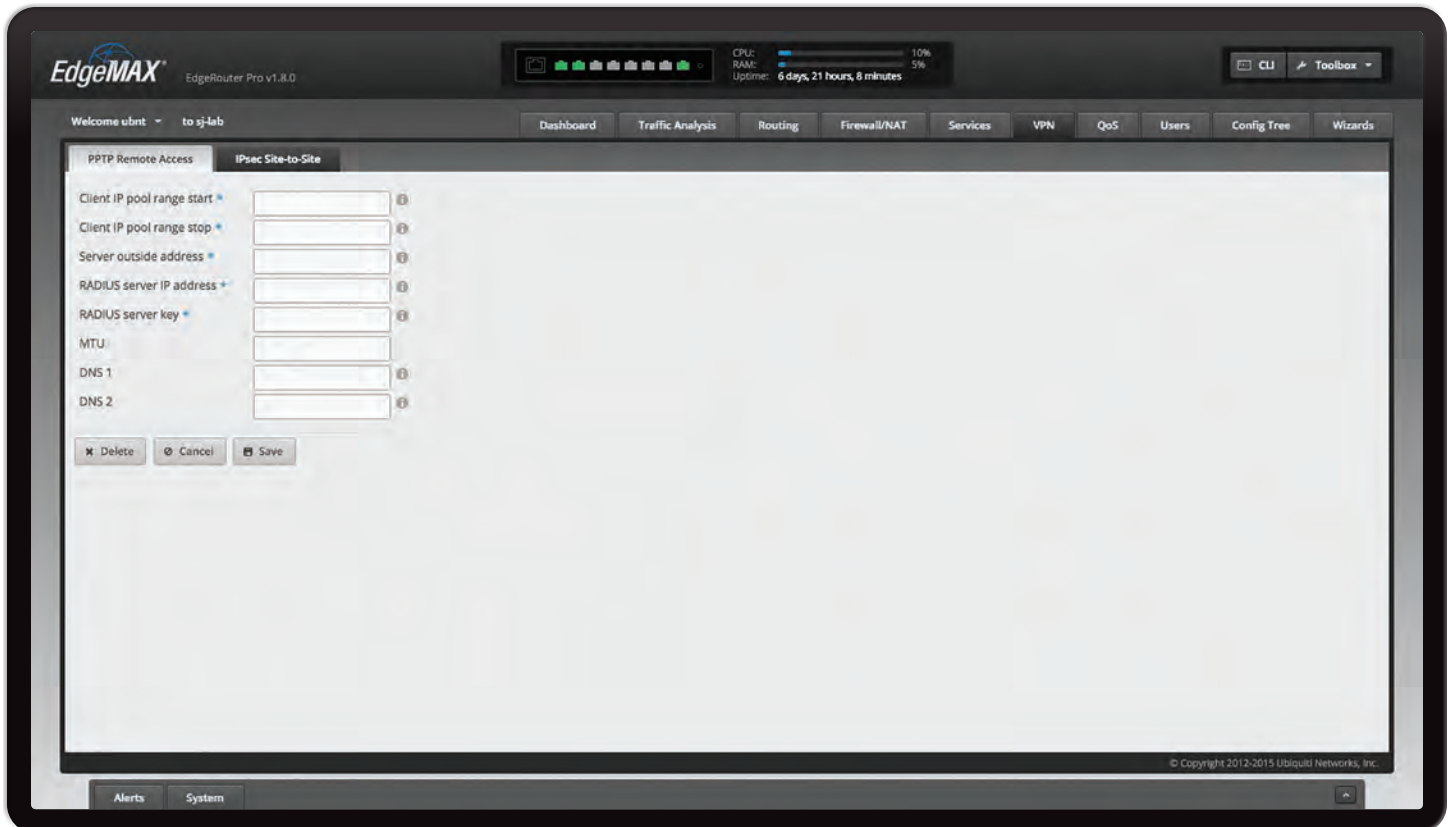 EdgeMAX® EdgeRouter Pro v1.8.0
CPU: 10%
RAM: 5%
Uptime: 6 days, 21 hours, 8 minutes
CLI Toolbox
Welcome ubnt to sj-lab
Dashboard Traffic Analysis Routing Firewall/NAT Services VPN QoS Users Config Tree Wizards
PPTP Remote Access IPsec Site-to-Site
Client IP pool range start *
Client IP pool range stop *
Server outside address *
RADIUS server IP address *
RADIUS server key *
MTU
DNS 1
DNS 2
Delete Cancel Save
© Copyright 2012-2015 Ubiquiti Networks, Inc.
Alerts System